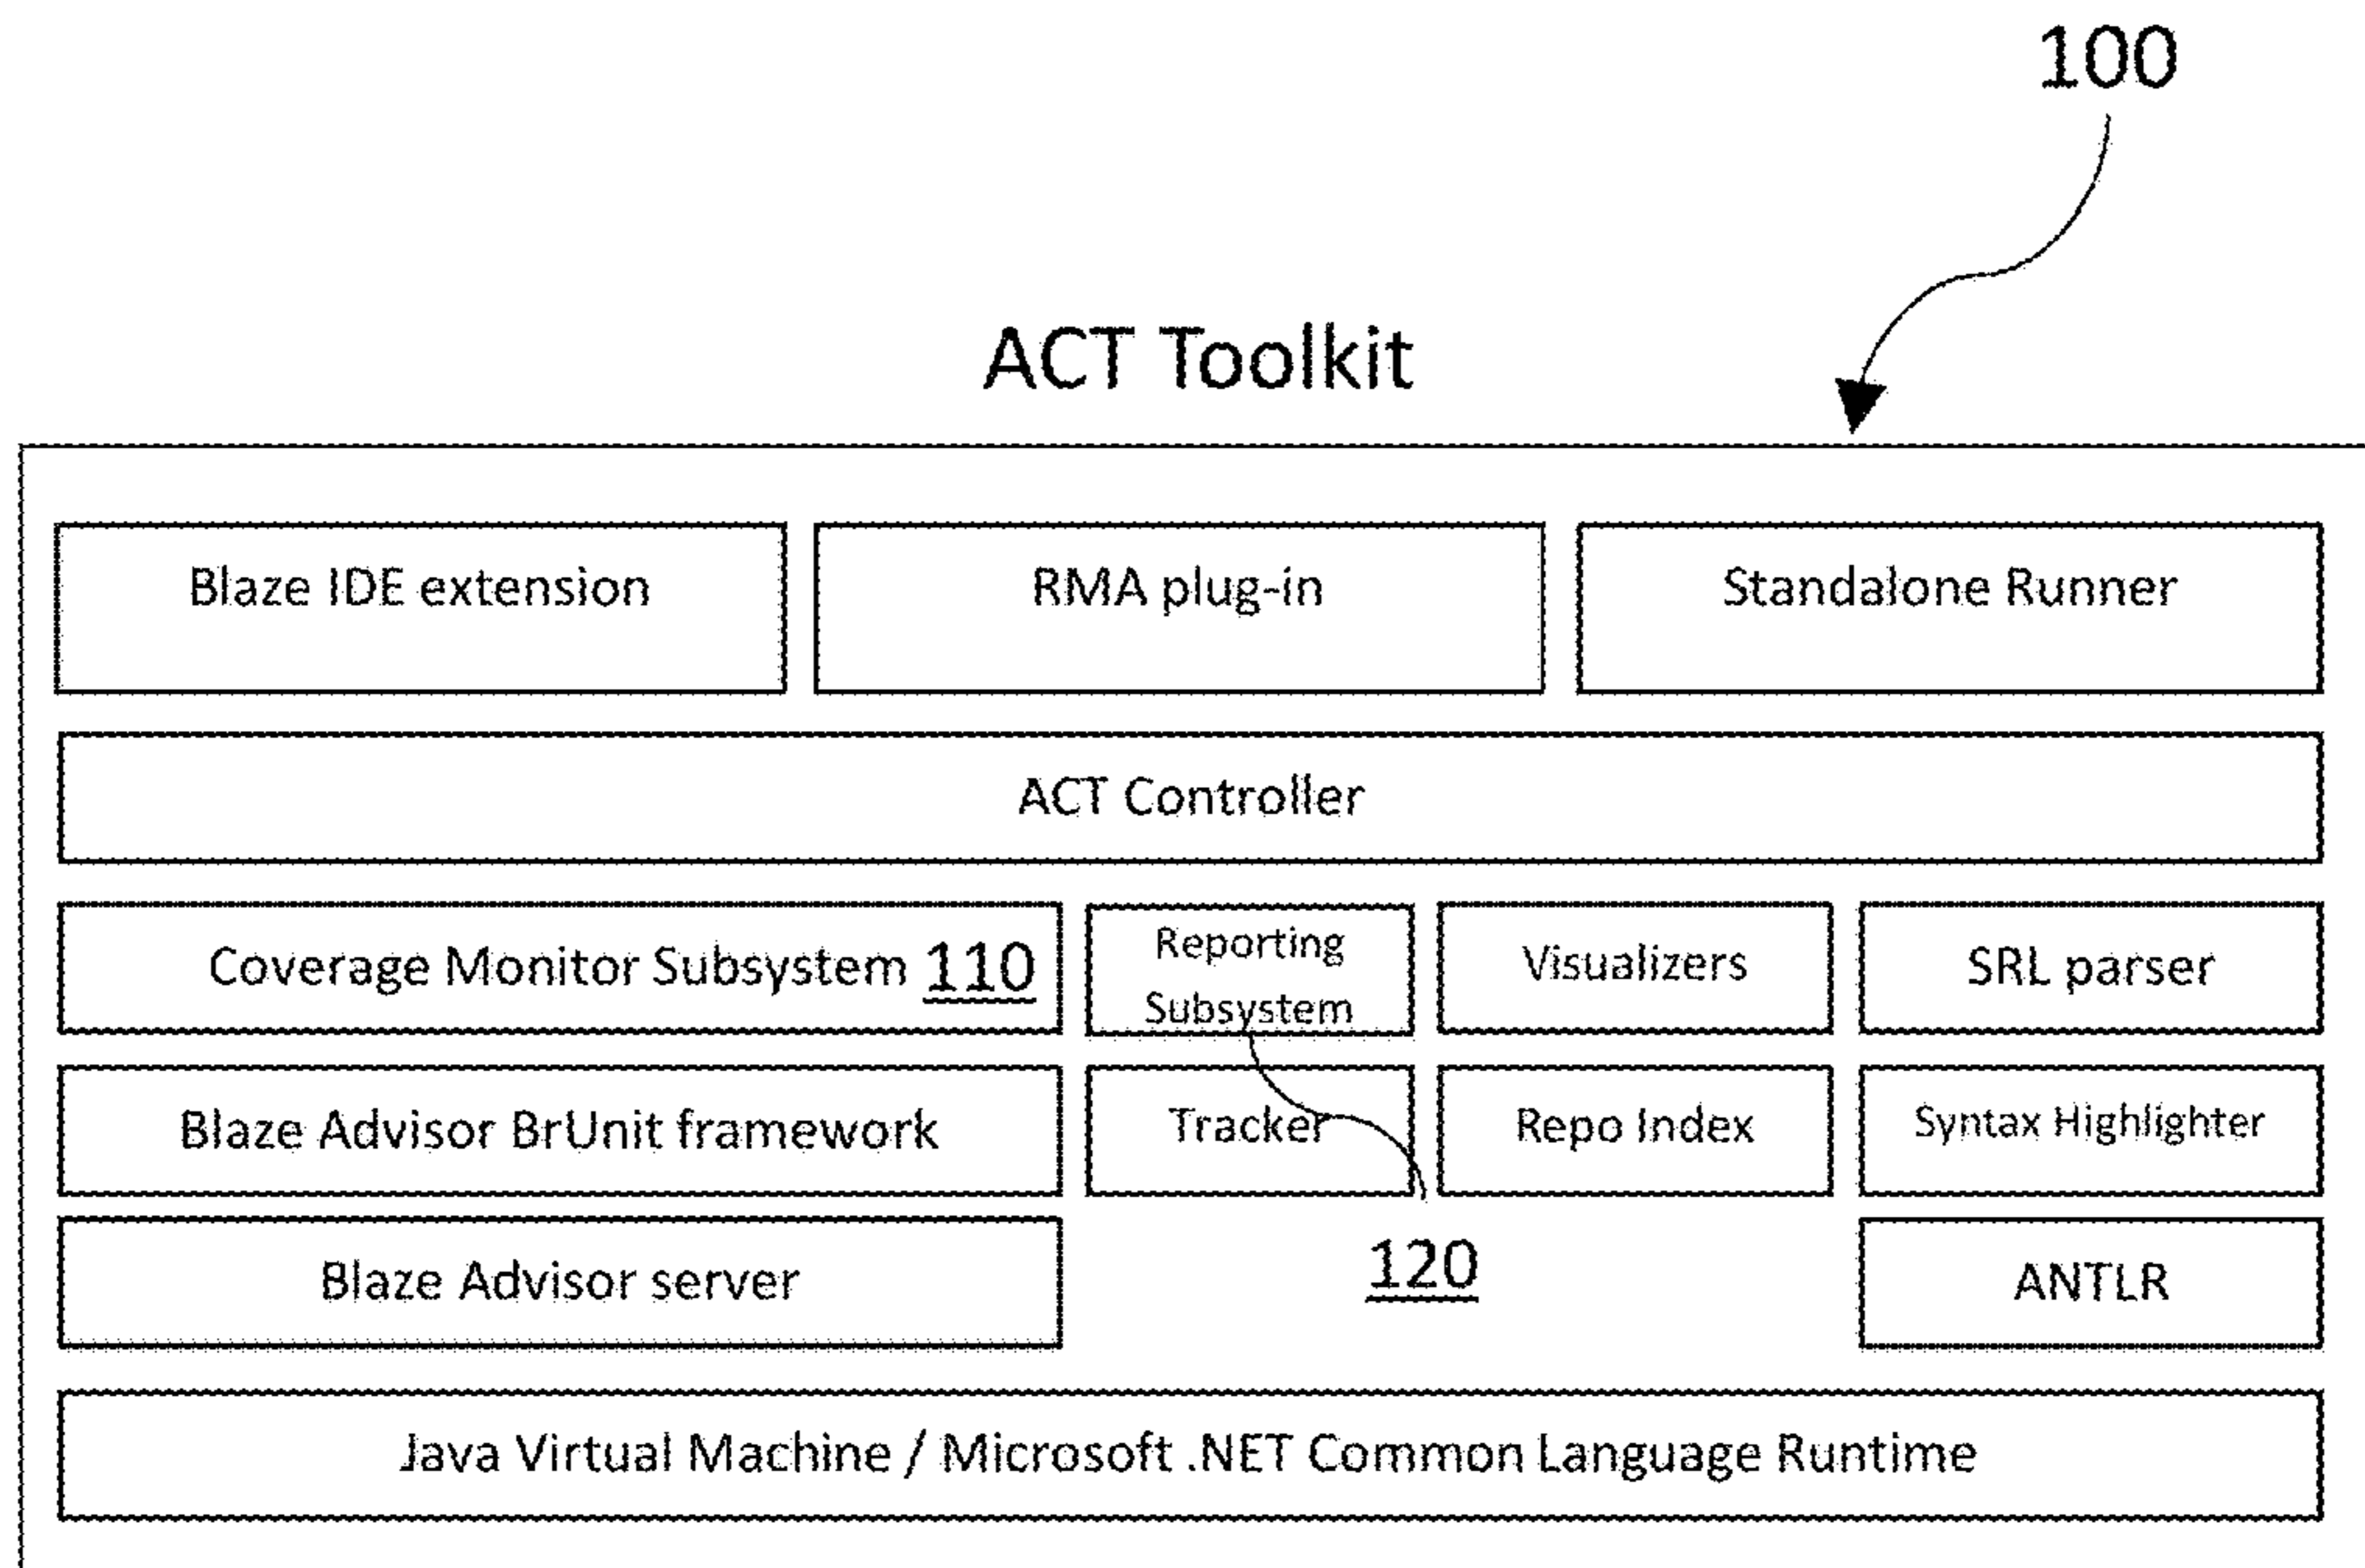 100
ACT Toolkit
Blaze IDE extension
RMA plug-in
Standalone Runner
ACT Controller
Coverage Monitor Subsystem 110
Reporting
Subsystem
Visualizers
SRL parser
Blaze Advisor BrUnit framework
Tracker
Repo Index
Syntax Highlighter
Blaze Advisor server
120
ANTLR
Java Virtual Machine / Microsoft .NET Common Language Runtime